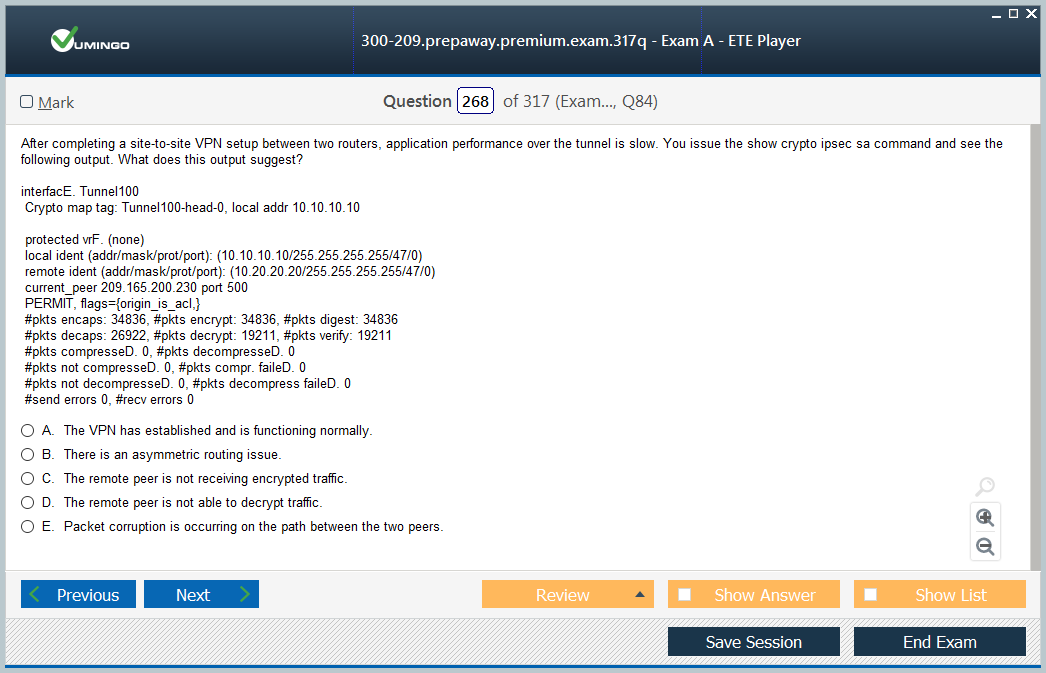 VUMINGO
300-209.prepaway.premium.exam.317q - Exam A - ETE Player
Mark
Question 268 of 317 (Exam..., Q84)
After completing a site-to-site VPN setup between two routers, application performance over the tunnel is slow. You issue the show crypto ipsec sa command and see the
following output. What does this output suggest?
interfacE. Tunnel100
Crypto map tag: Tunnel100-head-0, local addr 10.10.10.10
protected vrF. (none)
local ident (addr/mask/prot/port): (10.10.10.10/255.255.255.255/47/0)
remote ident (addr/mask/prot/port): (10.20.20.20/255.255.255.255/47/0)
current_peer 209.165.200.230 port 500
PERMIT, flags={origin_is_acl,}
#pkts encaps: 34836, #pkts encrypt: 34836, #pkts digest: 34836
#pkts decaps: 26922, #pkts decrypt: 19211, #pkts verify: 19211
#pkts compresseD. 0, #pkts decompresseD. 0
#pkts not compresseD. 0, #pkts compr. faileD. 0
#pkts not decompresseD. 0, #pkts decompress faileD. 0
#send errors 0, #recv errors 0
A. The VPN has established and is functioning normally.
B. There is an asymmetric routing issue.
C. The remote peer is not receiving encrypted traffic.
D. The remote peer is not able to decrypt traffic.
E. Packet corruption is occurring on the path between the two peers.
Previous
Next
Review
Show Answer
Show List
Save Session
End Exam